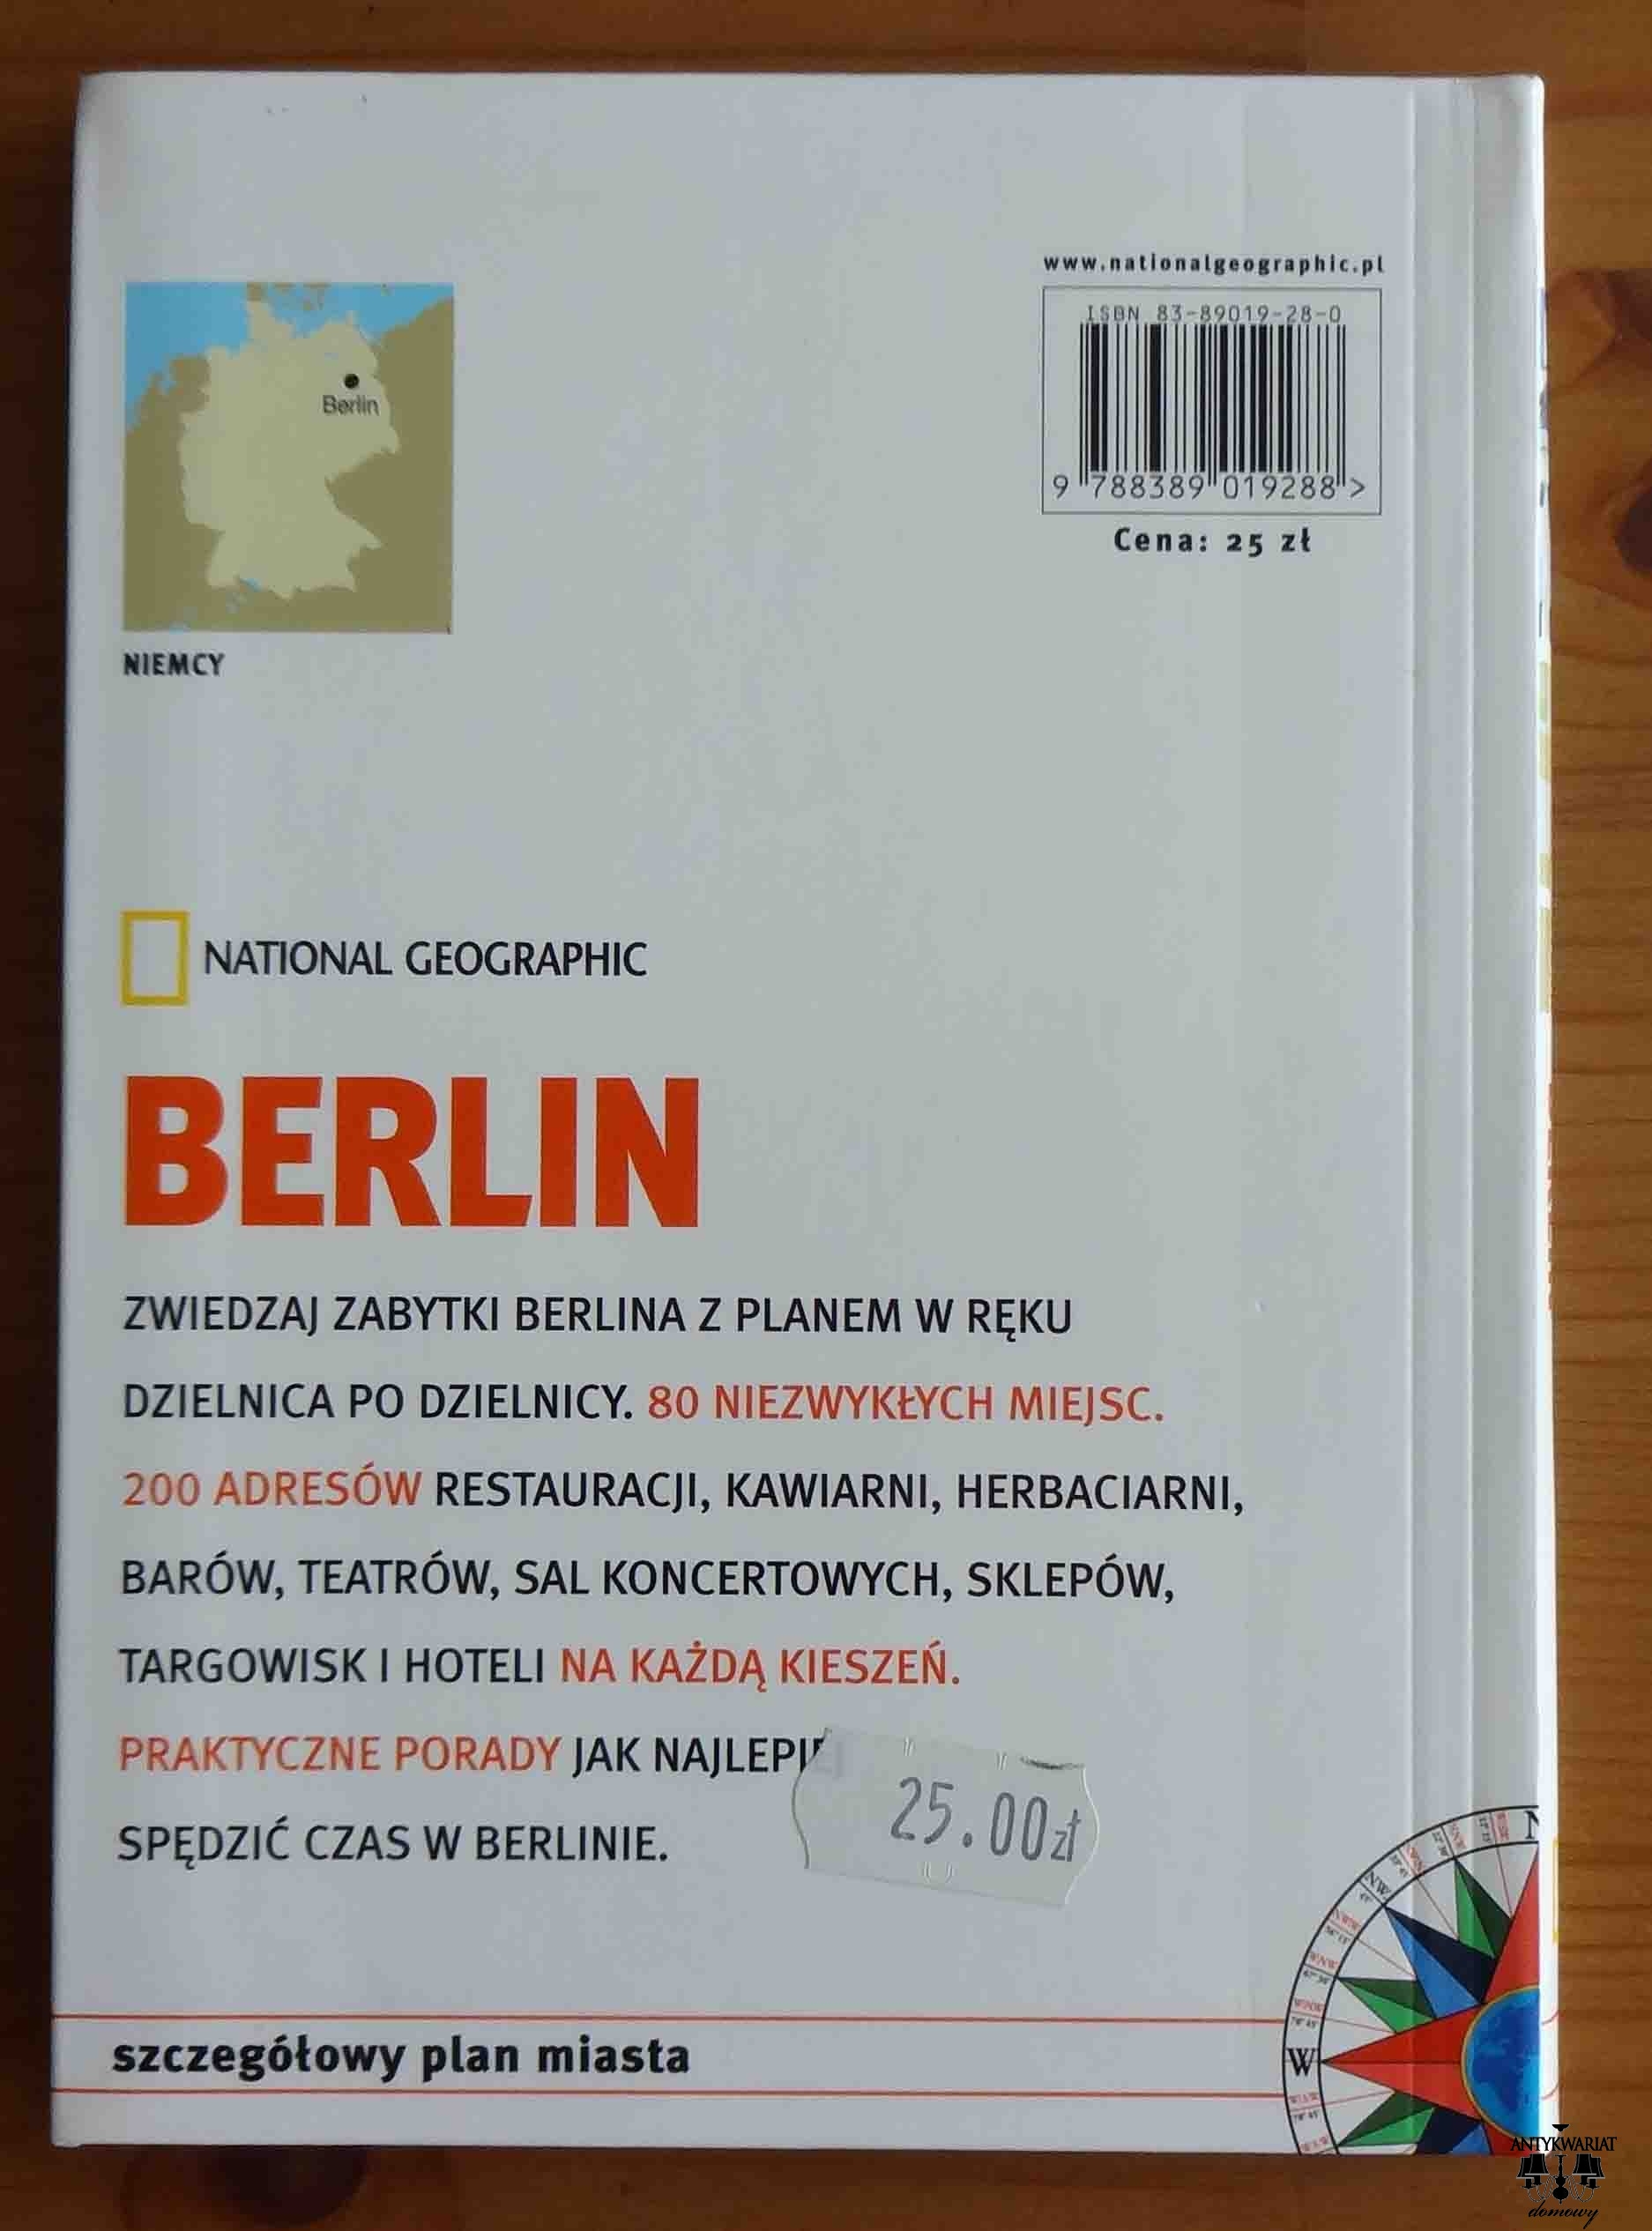 www.nationalgeographic.pl
ISBN 83-89019-28-0
9 788389 019288 >
Cena: 25 zł
Berlin
NIEMCY
NATIONAL GEOGRAPHIC
BERLIN
ZWIEDZAJ ZABYTKI BERLINA Z PLANEM W RĘKU
DZIELNICA PO DZIELNICY. 80 NIEZWYKŁYCH MIEJSC.
200 ADRESÓW RESTAURACJI, KAWIARNI, HERBACIARNI,
BARÓW, TEATRÓW, SAL KONCERTOWYCH, SKLEPÓW,
TARGOWISK I HOTELI NA KAŻDĄ KIESZEŃ.
PRAKTYCZNE PORADY JAK NAJLEPIEJ
25.00zł
SPĘDZIĆ CZAS W BERLINIE.
N
NW
W
szczegółowy plan miasta
ANTYKWARIAT
domowy